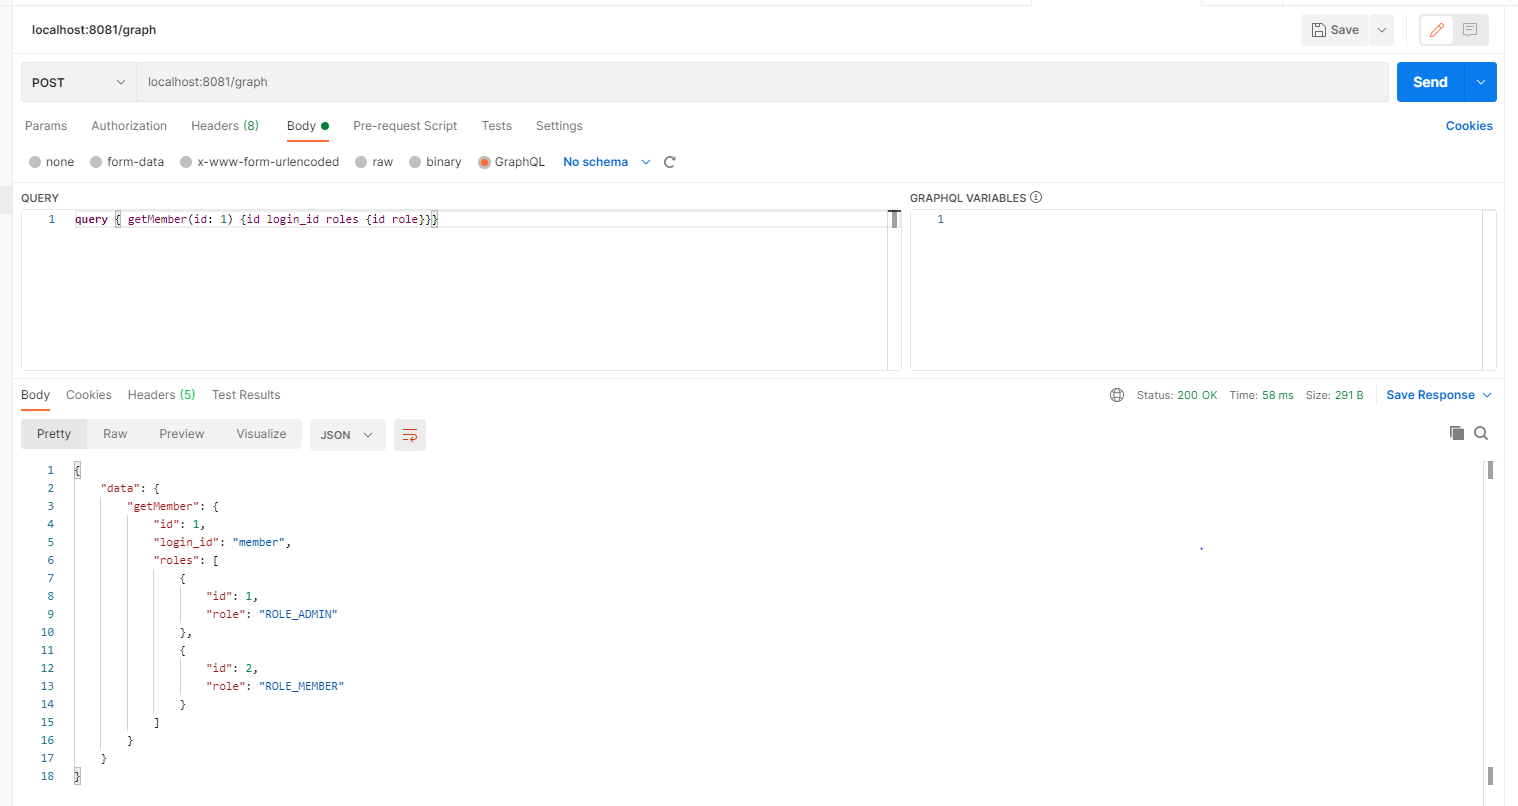 localhost:8081/graph
Save
POST
localhost:8081/graph
Send
Params Authorization Headers (8) Body Pre-request Script Tests Settings Cookies
none form-data x-www-form-urlencoded raw binary GraphQL No schema
QUERY
GRAPHQL VARIABLES
1 query { getMember(id: 1) {id login_id roles {id role}}}
1
Body Cookies Headers (5) Test Results Status: 200 OK Time: 58 ms Size: 291 B Save Response
Pretty Raw Preview Visualize JSON
1 {
2 "data": {
3 "getMember": {
4 "id": 1,
5 "login_id": "member",
6 "roles": [
7 {
8 "id": 1,
9 "role": "ROLE_ADMIN"
10 },
11 {
12 "id": 2,
13 "role": "ROLE_MEMBER"
14 }
15 ]
16 }
17 }
18 }